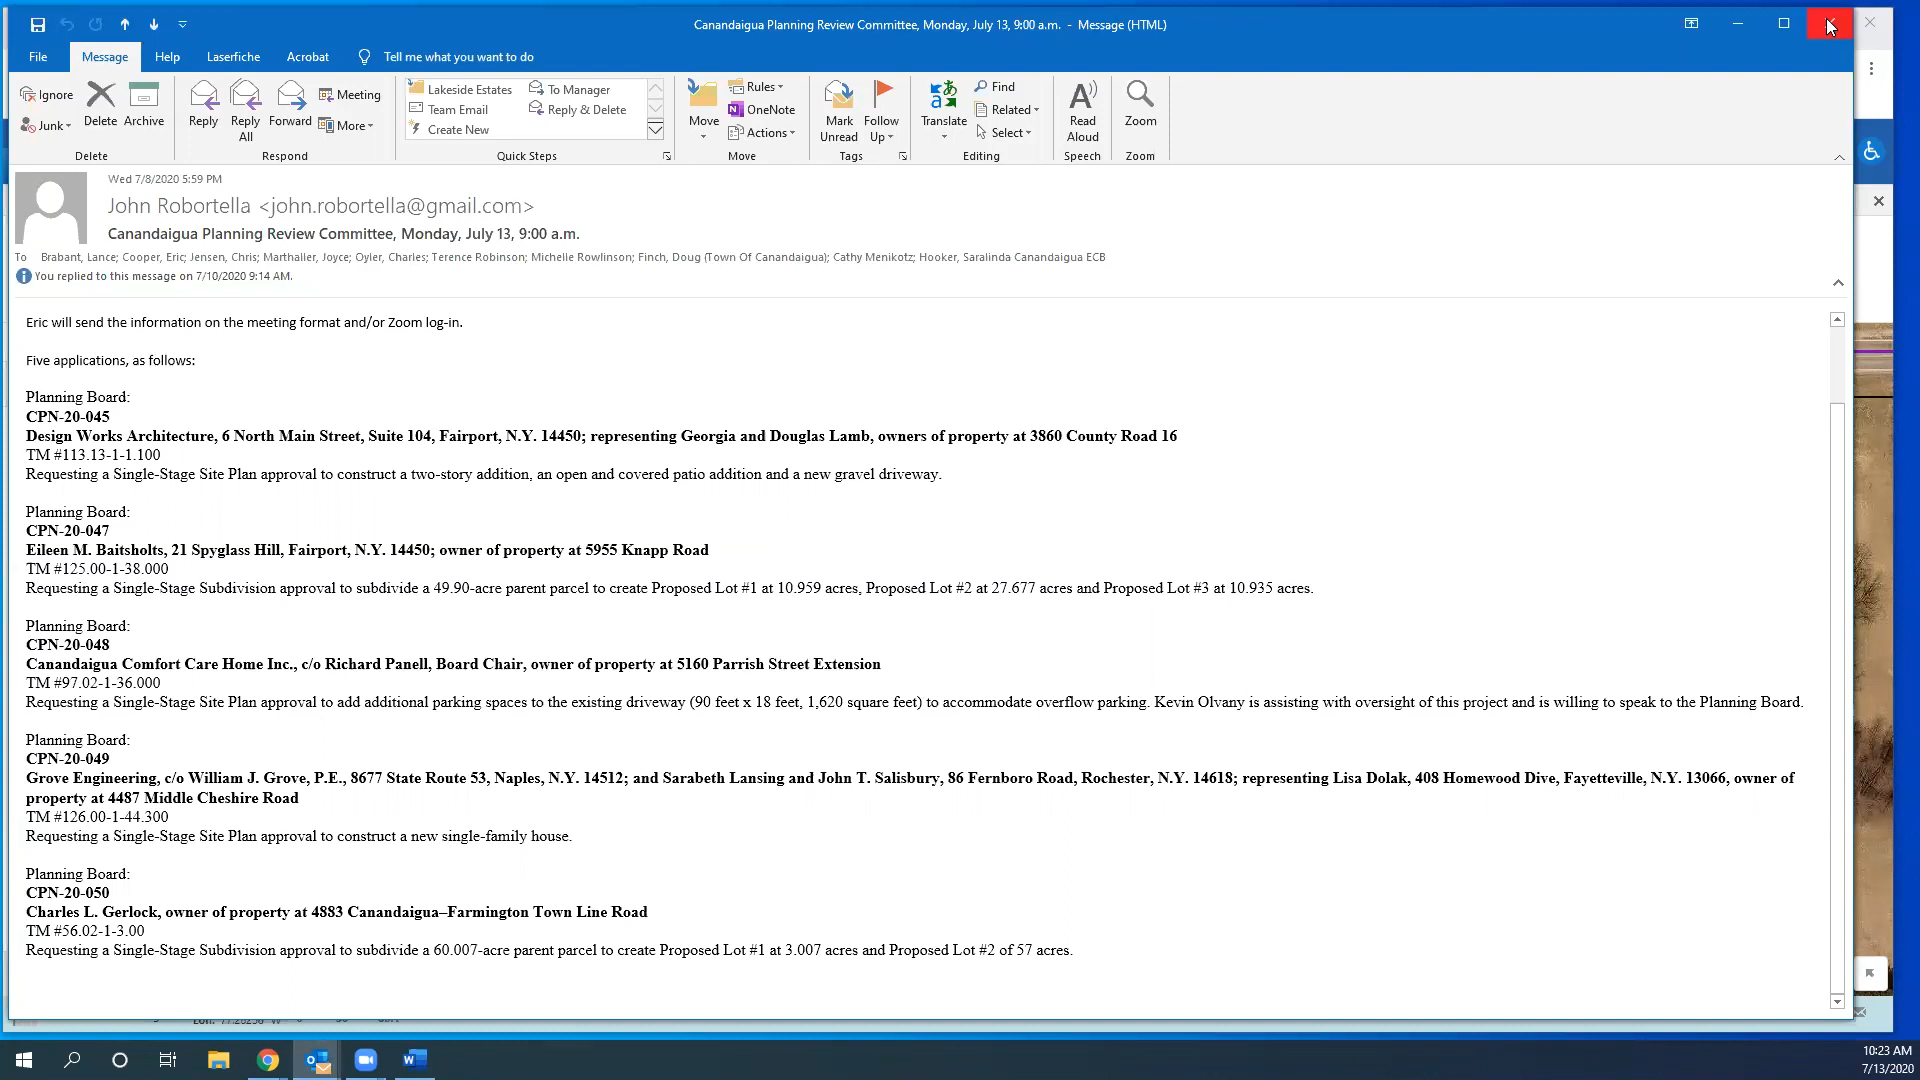 Canandaigua Planning Review Committee, Monday, July 13, 9:00 a.m. - Message (HTML)
File Message Help Laserfiche Acrobat Tell me what you want to do
Ignore
Junk
Delete
Archive
Delete
Reply
Reply All
Forward
Meeting
More
Respond
Lakeside Estates
Team Email
Create New
To Manager
Reply & Delete
Quick Steps
Move
Rules
OneNote
Actions
Move
Mark Unread
Follow Up
Tags
Translate
Find
Related
Select
Editing
Read Aloud
Speech
Zoom
Zoom
Wed 7/8/2020 5:59 PM
John Robortella <john.robortella@gmail.com>
Canandaigua Planning Review Committee, Monday, July 13, 9:00 a.m.
To Brabant, Lance; Cooper, Eric; Jensen, Chris; Marthaller, Joyce; Oyler, Charles; Terence Robinson; Michelle Rowlinson; Finch, Doug (Town Of Canandaigua); Cathy Menikotz; Hooker, Saralinda Canandaigua ECB
You replied to this message on 7/10/2020 9:14 AM.
Eric will send the information on the meeting format and/or Zoom log-in.
Five applications, as follows:
Planning Board:
CPN-20-045
Design Works Architecture, 6 North Main Street, Suite 104, Fairport, N.Y. 14450; representing Georgia and Douglas Lamb, owners of property at 3860 County Road 16
TM #113.13-1-1.100
Requesting a Single-Stage Site Plan approval to construct a two-story addition, an open and covered patio addition and a new gravel driveway.
Planning Board:
CPN-20-047
Eileen M. Baitsholts, 21 Spyglass Hill, Fairport, N.Y. 14450; owner of property at 5955 Knapp Road
TM #125.00-1-38.000
Requesting a Single-Stage Subdivision approval to subdivide a 49.90-acre parent parcel to create Proposed Lot #1 at 10.959 acres, Proposed Lot #2 at 27.677 acres and Proposed Lot #3 at 10.935 acres.
Planning Board:
CPN-20-048
Canandaigua Comfort Care Home Inc., c/o Richard Panell, Board Chair, owner of property at 5160 Parrish Street Extension
TM #97.02-1-36.000
Requesting a Single-Stage Site Plan approval to add additional parking spaces to the existing driveway (90 feet x 18 feet, 1,620 square feet) to accommodate overflow parking. Kevin Olvany is assisting with oversight of this project and is willing to speak to the Planning Board.
Planning Board:
CPN-20-049
Grove Engineering, c/o William J. Grove, P.E., 8677 State Route 53, Naples, N.Y. 14512; and Sarabeth Lansing and John T. Salisbury, 86 Fernboro Road, Rochester, N.Y. 14618; representing Lisa Dolak, 408 Homewood Dive, Fayetteville, N.Y. 13066, owner of
property at 4487 Middle Cheshire Road
TM #126.00-1-44.300
Requesting a Single-Stage Site Plan approval to construct a new single-family house.
Planning Board:
CPN-20-050
Charles L. Gerlock, owner of property at 4883 Canandaigua–Farmington Town Line Road
TM #56.02-1-3.00
Requesting a Single-Stage Subdivision approval to subdivide a 60.007-acre parent parcel to create Proposed Lot #1 at 3.007 acres and Proposed Lot #2 of 57 acres.
10:23 AM
7/13/2020